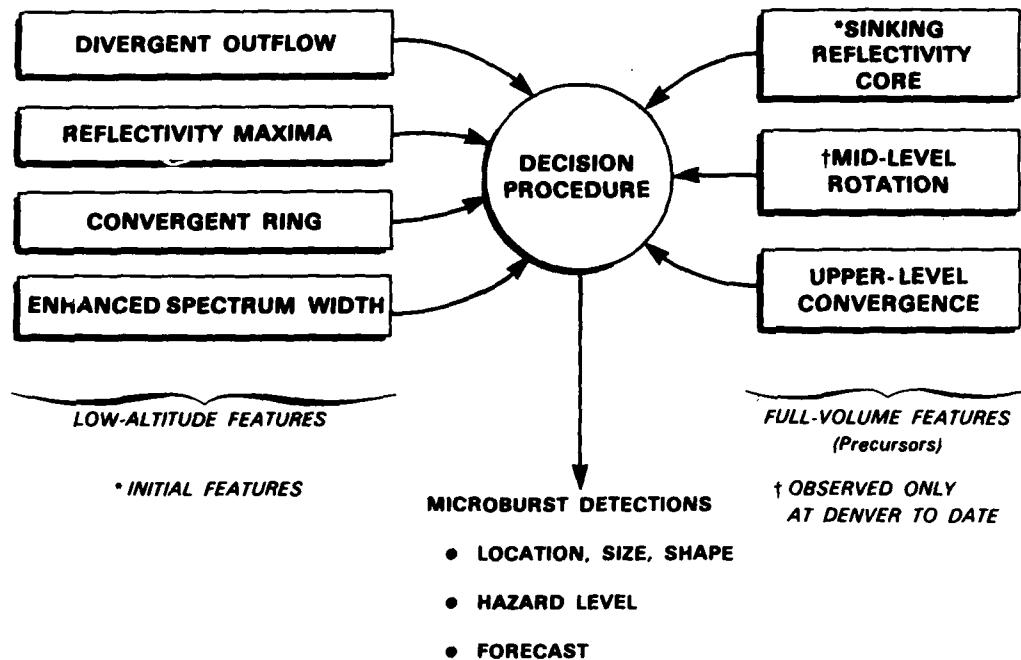 DIVERGENT OUTFLOW
REFLECTIVITY MAXIMA
CONVERGENT RING
ENHANCED SPECTRUM WIDTH
LOW-ALTITUDE FEATURES
* INITIAL FEATURES
DECISION
PROCEDURE
*SINKING
REFLECTIVITY
CORE
†MID-LEVEL
ROTATION
UPPER-LEVEL
CONVERGENCE
FULL-VOLUME FEATURES
(Precursors)
† OBSERVED ONLY
AT DENVER TO DATE
MICROBURST DETECTIONS
● LOCATION, SIZE, SHAPE
● HAZARD LEVEL
● FORECAST